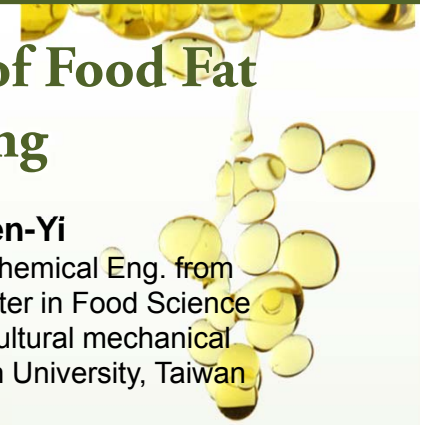 of Food Fat
ng
en-Yi
hemical Eng. from
ter in Food Science
ultural mechanical
n University, Taiwan